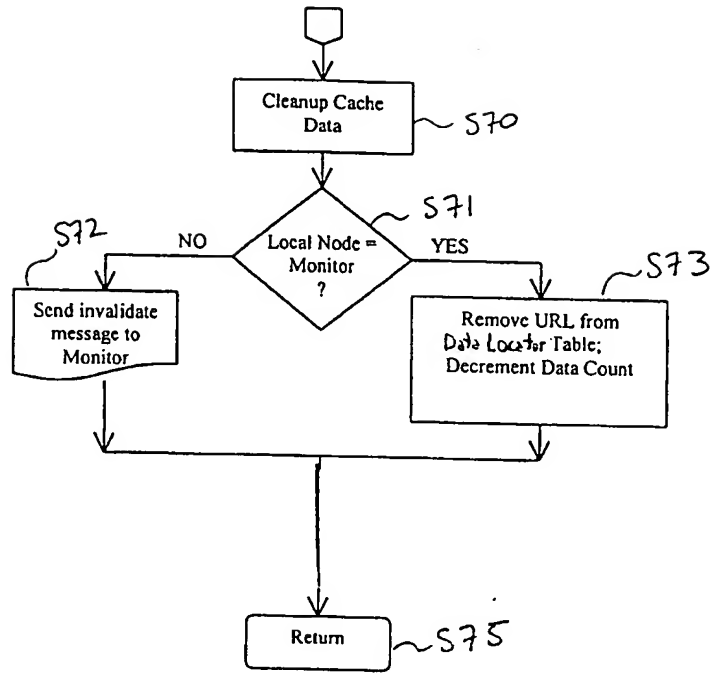 Cleanup Cache
Data
S70
S71
Local Node =
Monitor
?
NO
YES
S72
S73
Send invalidate
message to
Monitor
Remove URL from
Data Locator Table;
Decrement Data Count
Return
S75